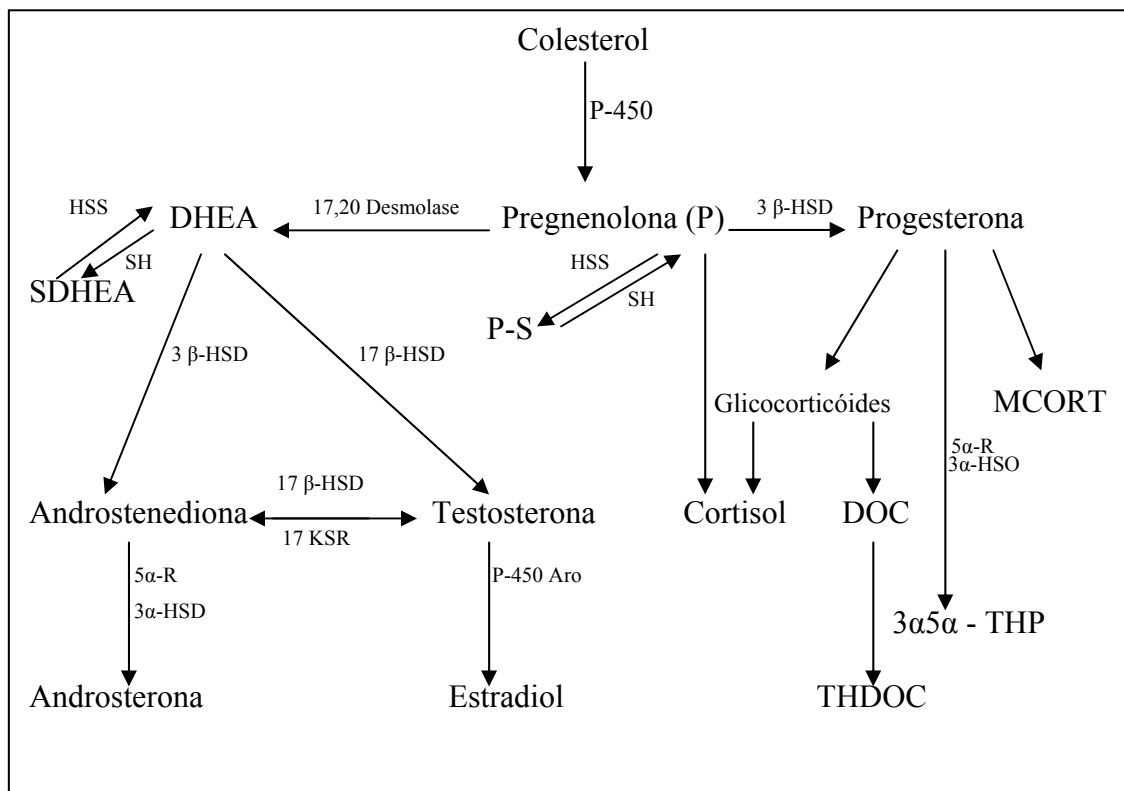 Colesterol
P-450
HSS
DHEA
17,20 Desmolase
Pregnenolona (P)
3 β-HSD
Progesterona
SH
SDHEA
HSS
SH
P-S
3 β-HSD
17 β-HSD
Glicocorticóides
MCORT
5α-R
3α-HSO
17 β-HSD
Androstenediona
Testosterona
Cortisol
DOC
17 KSR
5α-R
P-450 Aro
3α-HSD
3α5α - THP
Androsterona
Estradiol
THDOC